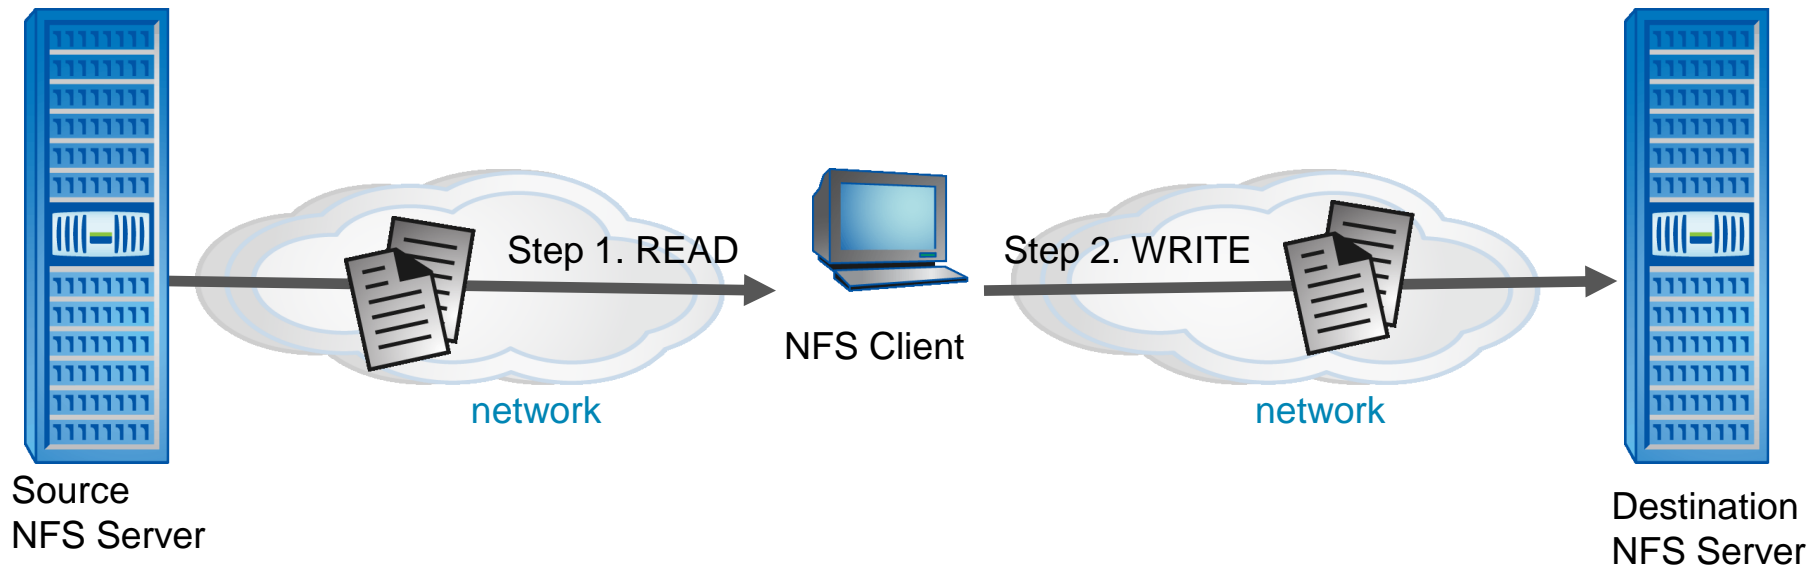 Step 1. READ
Step 2. WRITE
NFS Client
network
network
Source
NFS Server
Destination
NFS Server